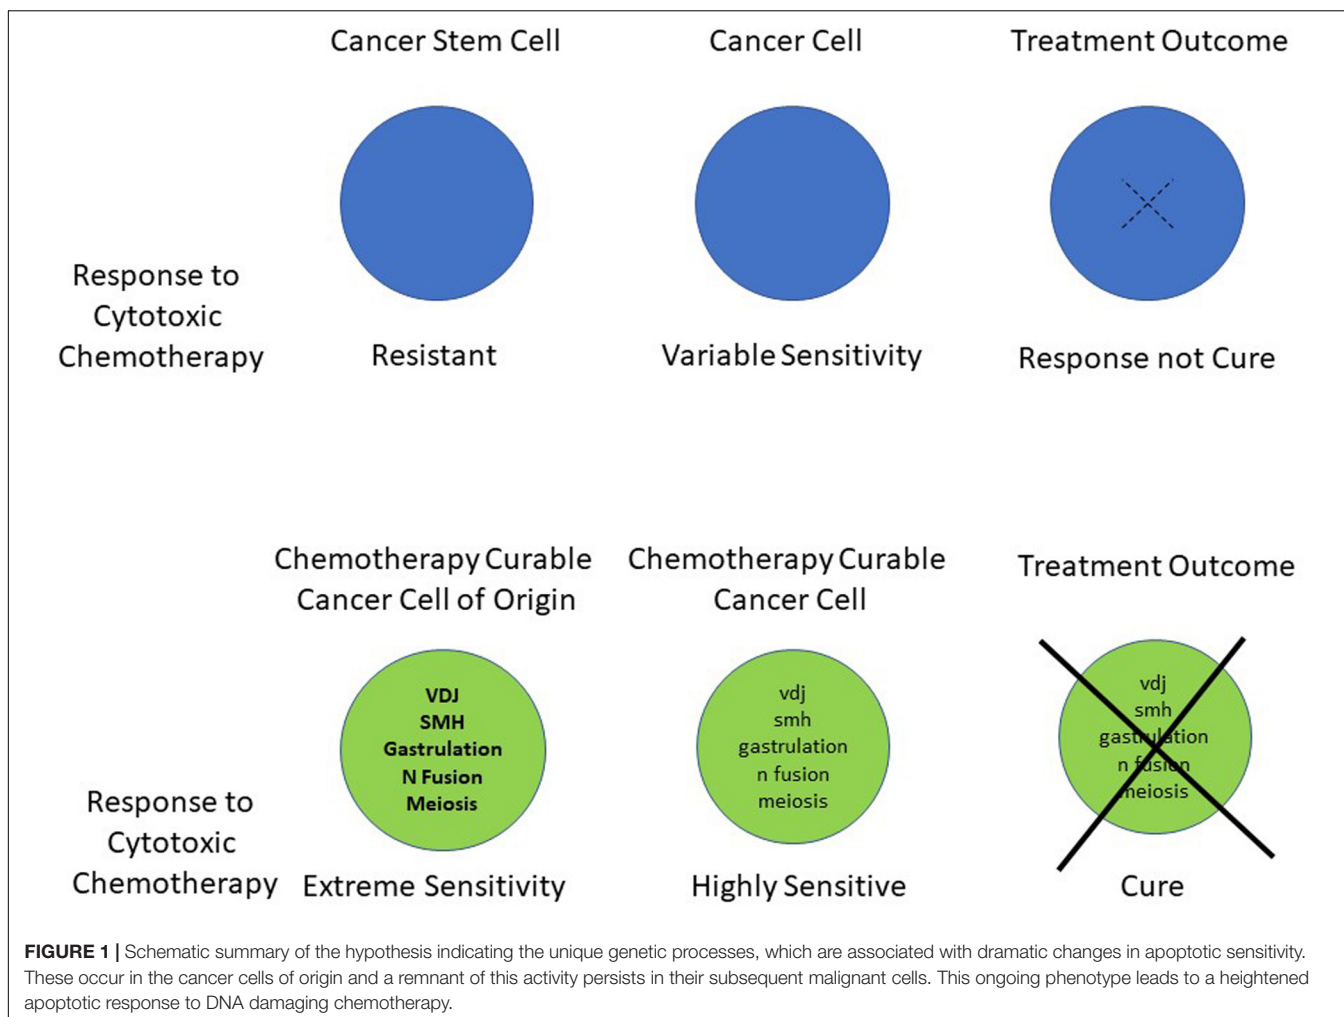 Cancer Stem Cell
Cancer Cell
Treatment Outcome
Response to
Cytotoxic
Chemotherapy
Resistant
Variable Sensitivity
Response not Cure
Chemotherapy Curable
Cancer Cell of Origin
Chemotherapy Curable
Cancer Cell
Treatment Outcome
VDJ
SMH
Gastrulation
N Fusion
Meiosis
vdj
smh
gastrulation
n fusion
meiosis
vdj
smh
gastrulation
n fusion
meiosis
Response to
Cytotoxic
Chemotherapy
Extreme Sensitivity
Highly Sensitive
Cure
FIGURE 1 | Schematic summary of the hypothesis indicating the unique genetic processes, which are associated with dramatic changes in apoptotic sensitivity.
These occur in the cancer cells of origin and a remnant of this activity persists in their subsequent malignant cells. This ongoing phenotype leads to a heightened
apoptotic response to DNA damaging chemotherapy.